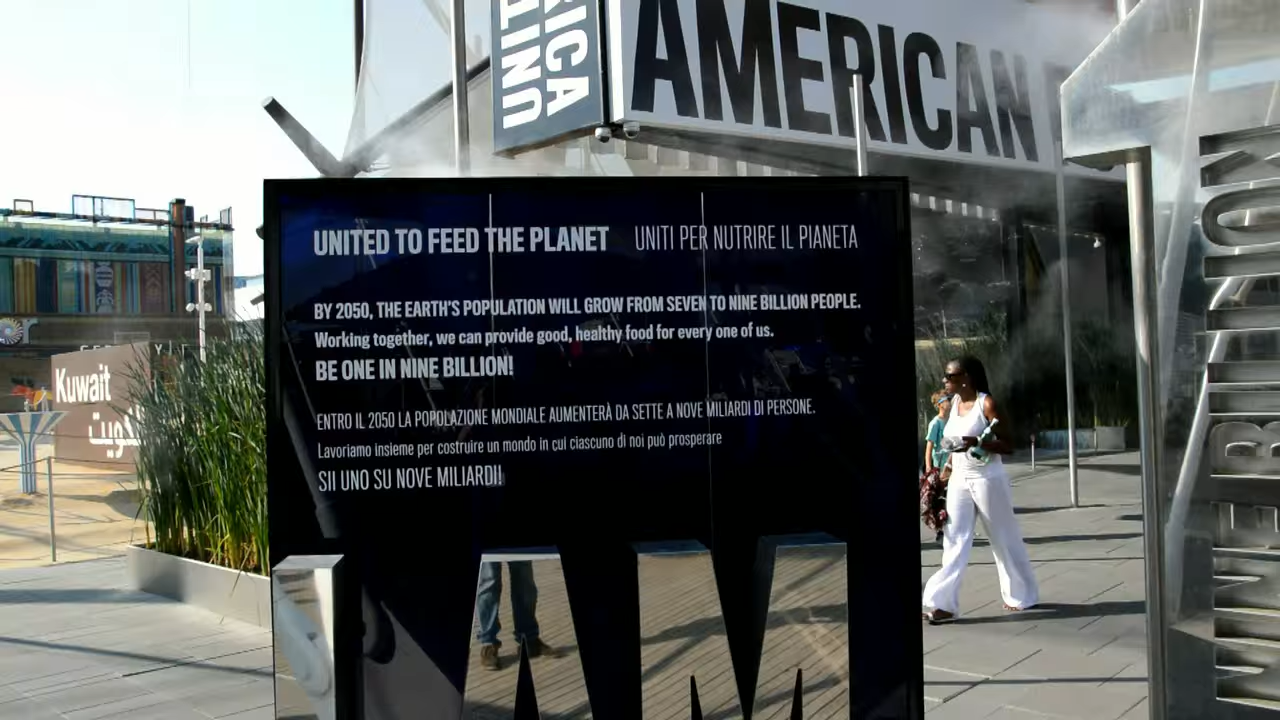 AMERICAN
UNITED TO FEED THE PLANET
UNITI PER NUTRIRE IL PIANETA
BY 2050, THE EARTH'S POPULATION WILL GROW FROM SEVEN TO NINE BILLION PEOPLE.
Working together, we can provide good, healthy food for every one of us.
BE ONE IN NINE BILLION!
ENTRO IL 2050 LA POPOLAZIONE MONDIALE AUMENTERÀ DA SETTE A NOVE MILIARDI DI PERSONE.
Lavoriamo insieme per costruire un mondo in cui ciascuno di noi può prosperare
SII UNO SU NOVE MILIARDI!
Kuwait
الكويت
AM